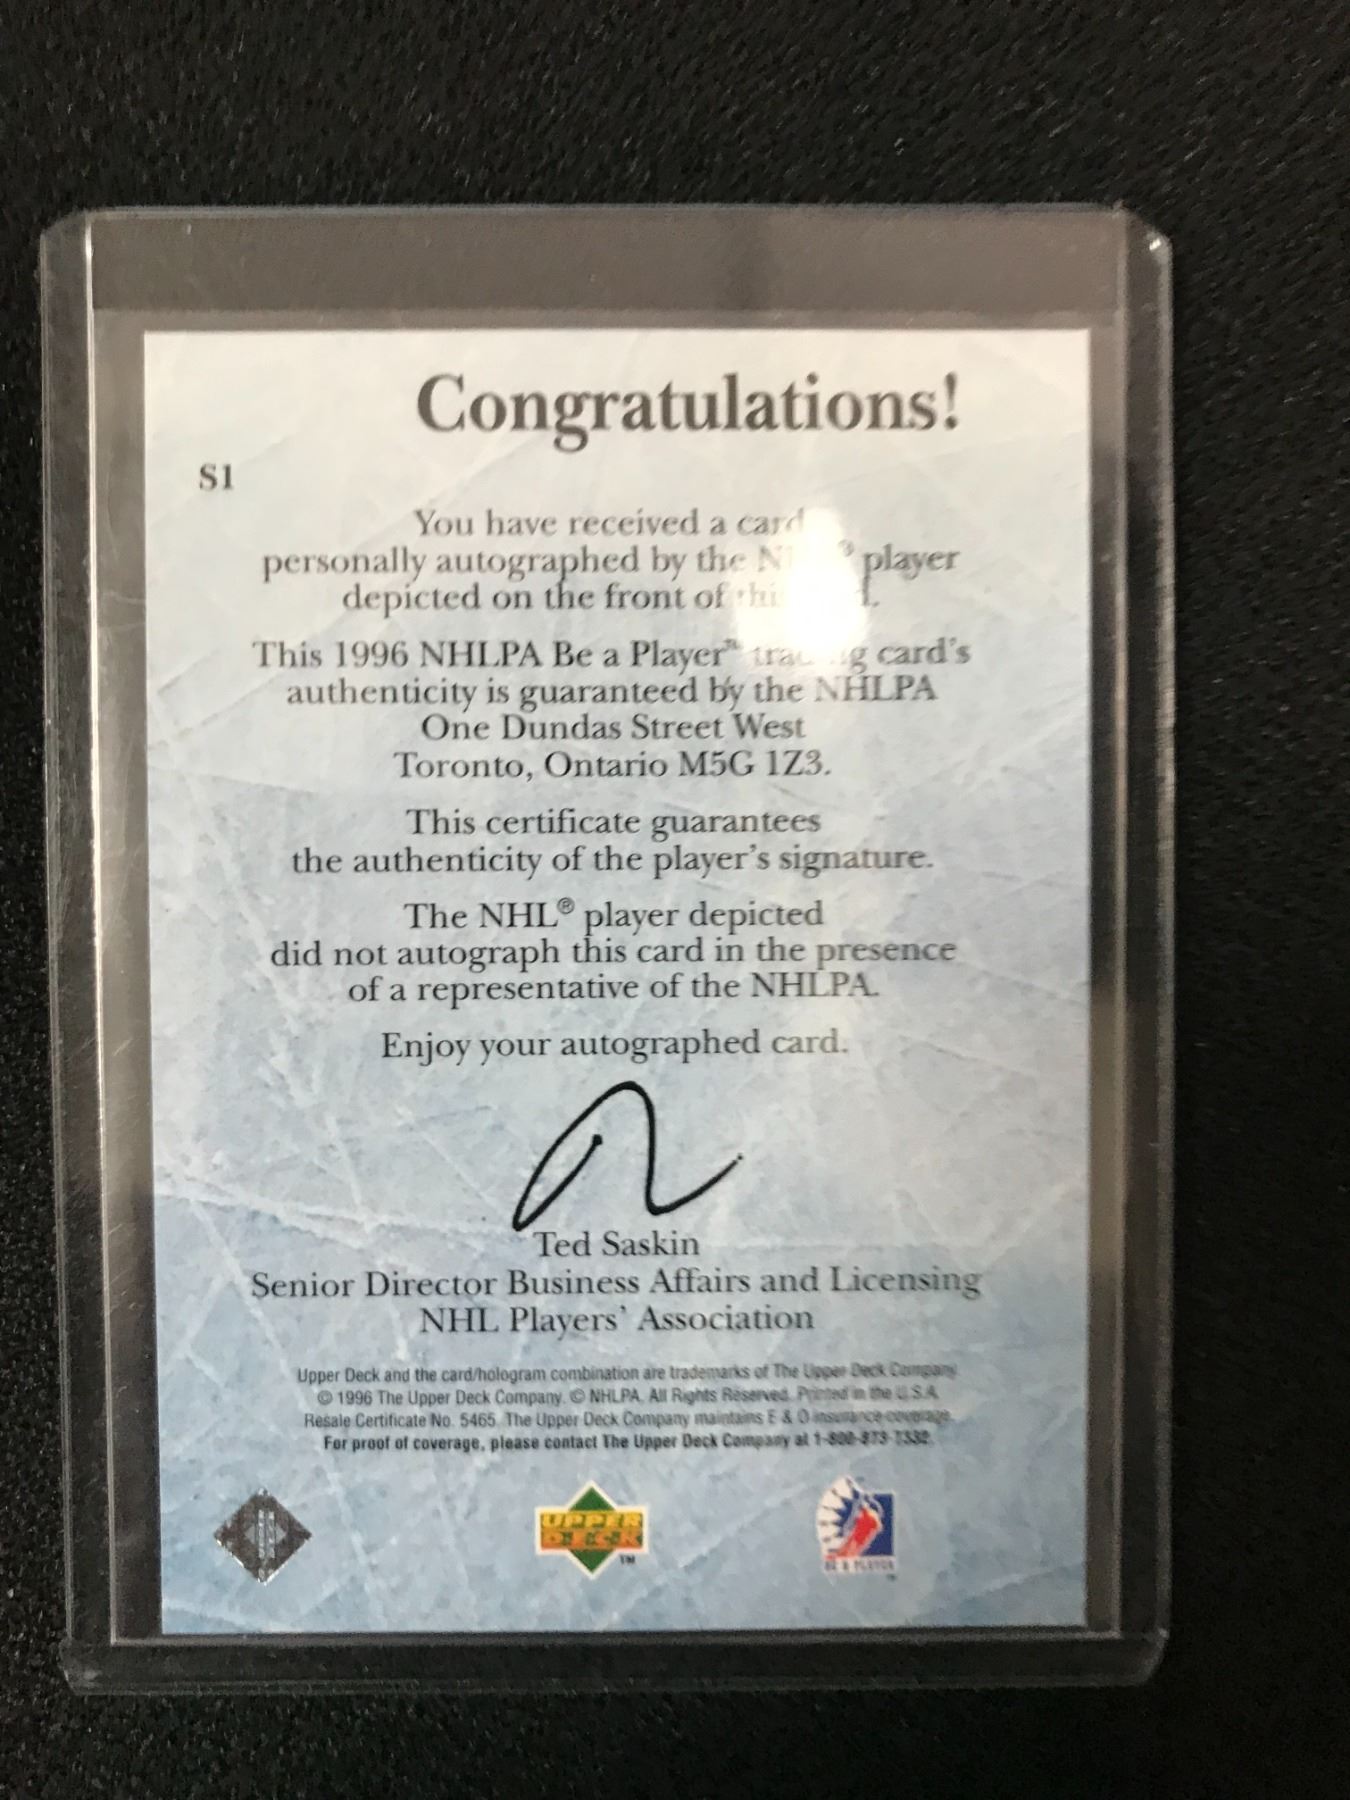 Congratulations!
S1
You have received a card
personally autographed by the player
depicted on the front of
This 1996 NHLPA Be a Player™ card's
authenticity is guaranteed by the NHLPA
One Dundas Street West
Toronto, Ontario M5G 1Z3.
This certificate guarantees
the authenticity of the player's signature.
The NHL® player depicted
did not autograph this card in the presence
of a representative of the NHLPA.
Enjoy your autographed card.
Ted Saskin
Senior Director Business Affairs and Licensing
NHL Players' Association
Upper Deck and the card/hologram combination are trademarks of The Upper Deck Company
© 1996 The Upper Deck Company. © NHLPA. All Rights Reserved. Printed in the U.S.A.
Resale Certificate No. 5465. The Upper Deck Company maintains E & O insurance coverage.
For proof of coverage, please contact The Upper Deck Company at
UPPER
DECK
TM
BE A PLAYER